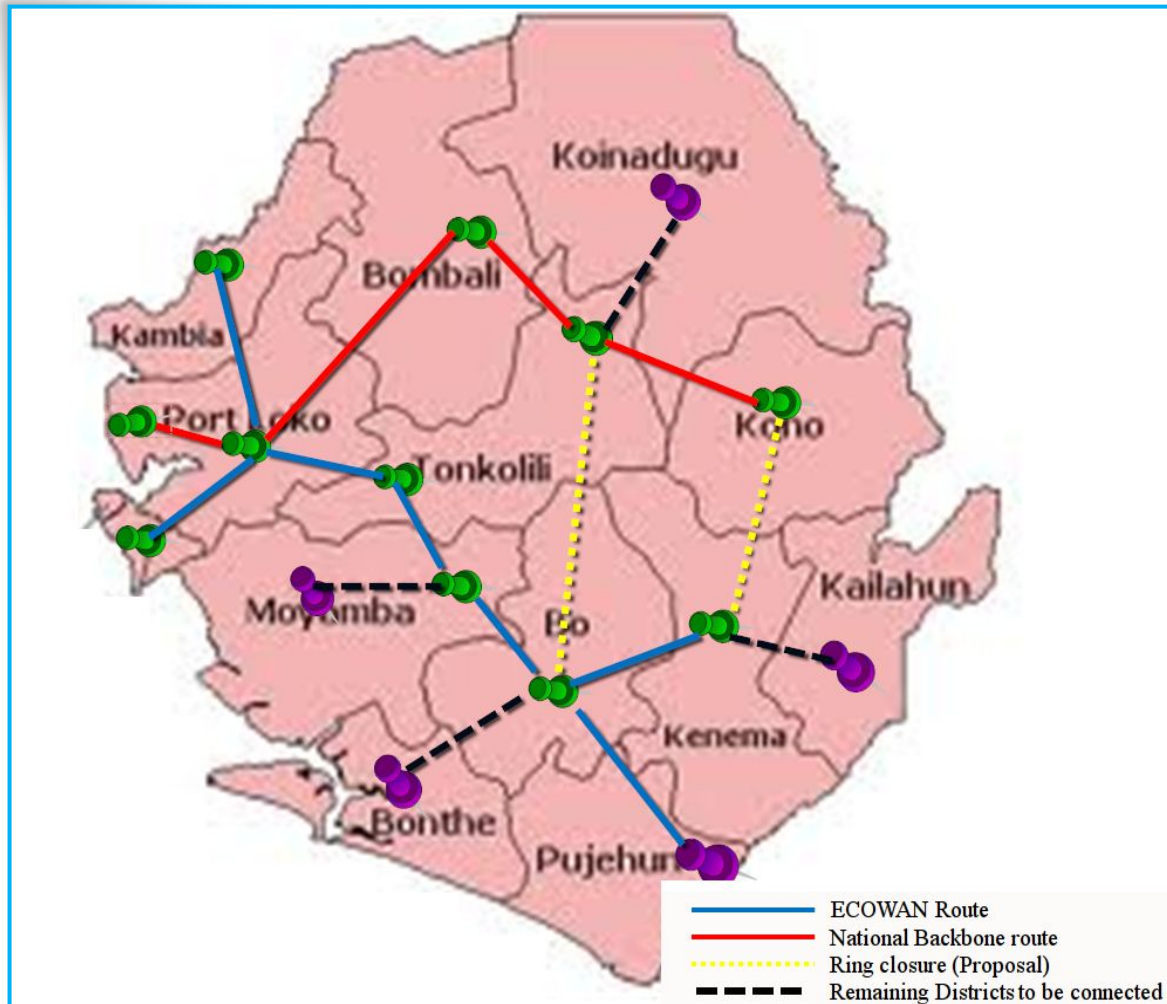 Koinadugu
Bombali
Kambia
Port Loko
Kono
Tonkolili
Kailahun
Moyamba
Bo
Kenema
Bonthe
Pujehun
ECOWAN Route
National Backbone route
Ring closure (Proposal)
Remaining Districts to be connected